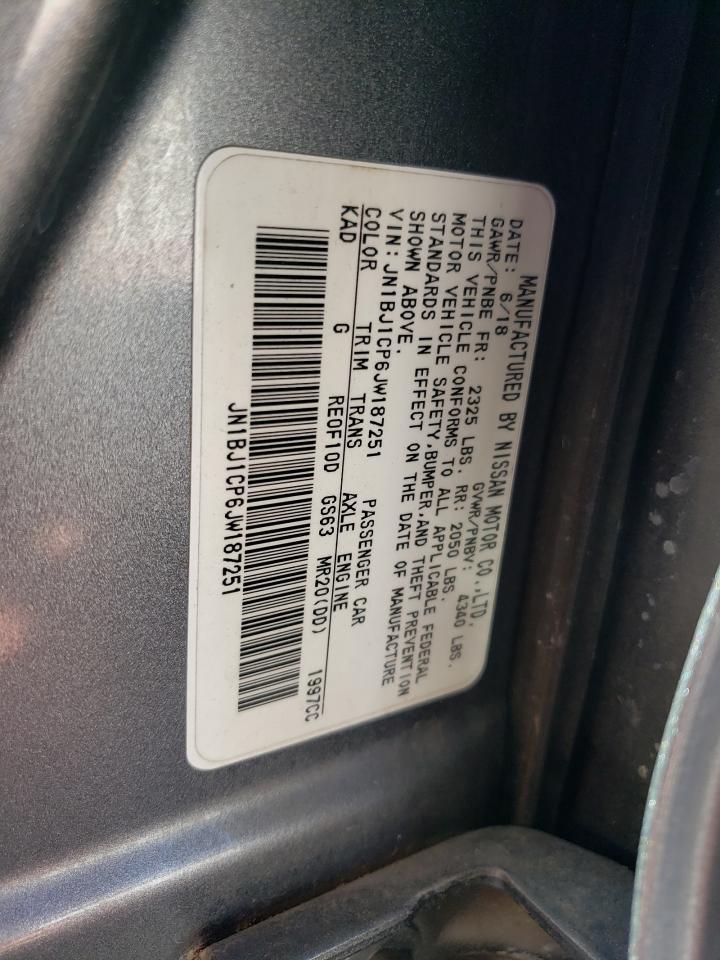 MANUFACTURED BY NISSAN MOTOR CO.,LTD.
DATE: 6/18 GVWR/PNBV: 4340 LBS.
GAWR/PNBE FR: 2325 LBS. RR: 2050 LBS.
THIS VEHICLE CONFORMS TO ALL APPLICABLE FEDERAL
MOTOR VEHICLE SAFETY,BUMPER,AND THEFT PREVENTION
STANDARDS IN EFFECT ON THE DATE OF MANUFACTURE
SHOWN ABOVE.
VIN:JN1BJ1CP6JW187251 PASSENGER CAR
COLOR TRIM TRANS AXLE ENGINE
KAD G RE0F10D GS63 MR20(DD) 1997CC
JN1BJ1CP6JW187251